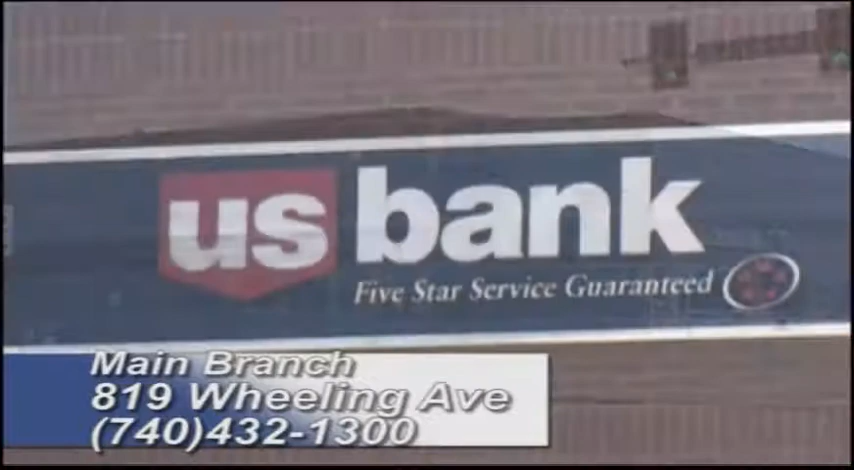 us bank
Five Star Service Guaranteed
Main Branch
819 Wheeling Ave
(740)432-1300